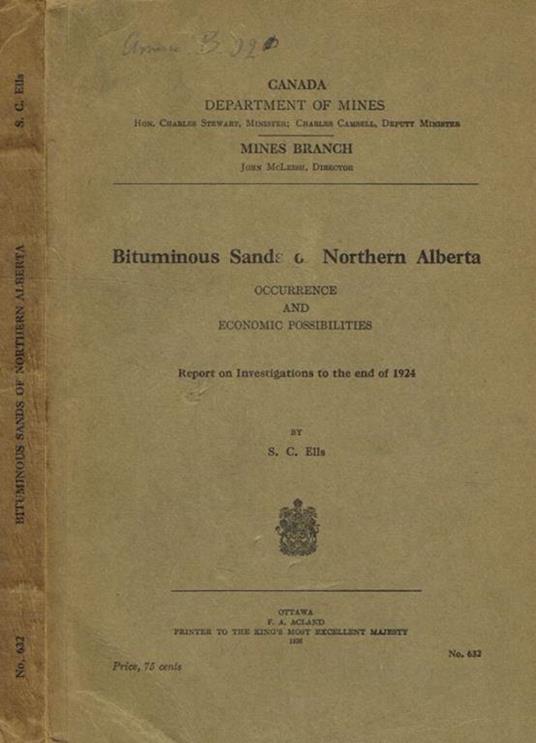 S. C. Ells
BITUMINOUS SANDS OF NORTHERN ALBERTA
No. 632
CANADA
DEPARTMENT OF MINES
HON. CHARLES STEWART, MINISTER; CHARLES CAMSELL, DEPUTY MINISTER
MINES BRANCH
JOHN MCLEISH, DIRECTOR
Bituminous Sands o Northern Alberta
OCCURRENCE
AND
ECONOMIC POSSIBILITIES
Report on Investigations to the end of 1924
BY
S. C. Ells
OTTAWA
F. A. ACLAND
PRINTER TO THE KING'S MOST EXCELLENT MAJESTY
1926
No. 632
Price, 75 cents